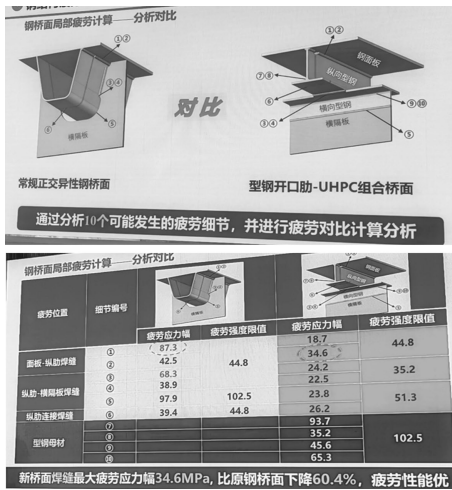 钢桥面局部疲劳计算——分析对比
①②
③④
⑤
⑥
横隔板
常规正交异性钢桥面
对比
①②
钢面板
纵向型钢
⑦⑧
⑥
③④
横向型钢
横隔板
⑨⑩
⑤
型钢开口肋-UHPC组合桥面
通过分析10个可能发生的疲劳细节，并进行疲劳对比计算分析
钢桥面局部疲劳计算——分析对比
疲劳位置 细节编号
疲劳应力幅 疲劳强度限值 疲劳应力幅 疲劳强度限值
面板-纵肋焊缝 ① 87.3 44.8 18.7 44.8
② 42.5 34.6
纵肋-横隔板焊缝 ③ 68.3 24.2 35.2
④ 38.9 102.5 22.5
⑤ 97.9 23.8 51.3
纵肋连接焊缝 ⑥ 39.4 44.8 26.2
型钢母材 ⑦ 93.7 102.5
⑧ 35.2
⑨ 45.6
⑩ 65.3
新桥面焊缝最大疲劳应力幅34.6MPa, 比原钢桥面下降60.4%，疲劳性能优